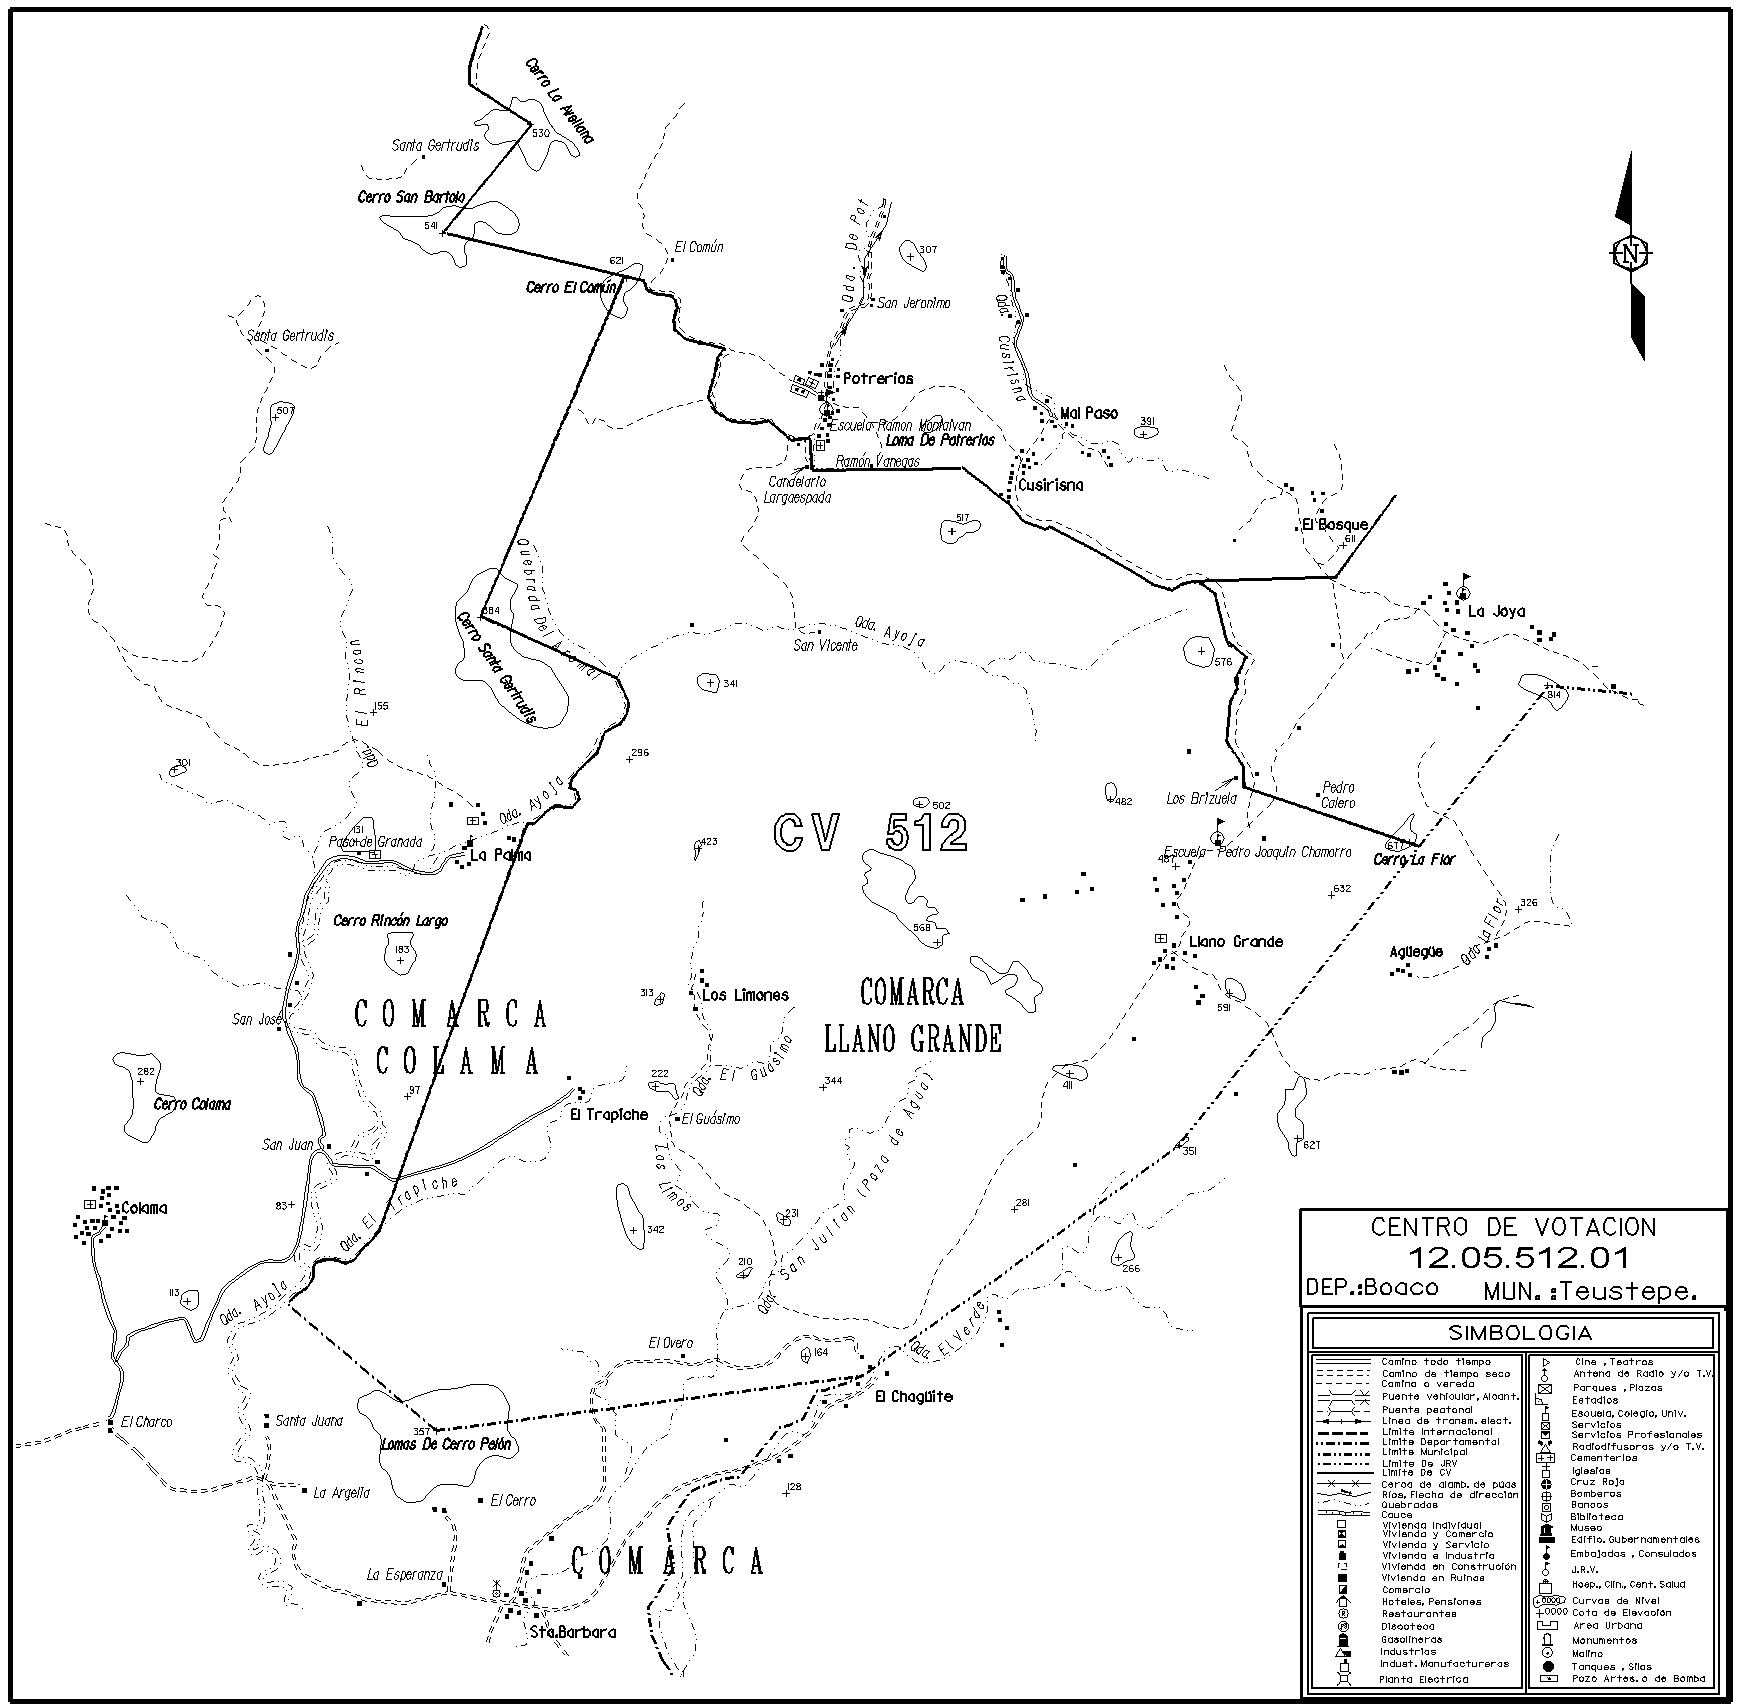 Cerro La Avellana
530
Santa Gertrudis
Cerro San Bartolo
541
621
El Común
Cerro El Común
Qda. De Pot
307
San Jeronimo
Qda. Cusirisna
Santa Gertrudis
507
Potrerios
Escuela-Ramon Montalvan
Loma De Potrerios
Ramón Vanegas
Candelario
Largaespada
Mal Paso
391
Cusirisna
517
El Bosque
611
La Joya
Quebrada Del Arenal
384
Cerro Santa Gertrudis
Qda. Ayoja
San Vicente
576
341
814
Qda. El Rincon
155
296
301
Qda. Ayoja
131
Paso de Granada
La Palma
423
502
CV 512
482
Los Brizuela
Pedro
Calero
Escuela- Pedro Joaquin Chamorro
481
677
Cerro La Flor
632
326
Cerro Rincón Largo
183
568
Llano Grande
Agüegüe
Qda La Flor
San José
COMARCA
COLAMA
313
Los Limones
COMARCA
LLANO GRANDE
591
282
Cerro Colama
97
222
Qda. El Guásimo
344
411
El Trapiche
El Guásimo
San Juan
351
627
Los Limos
Colama
83
Qda. El Trapiche
342
231
San Julian (Poza de Agua)
Qda.
281
210
266
113
Qda. Ayoja
El Overo
164
Qda. El Verde
El Chagüite
El Charco
Santa Juana
357
Lomas De Cerro Pelón
La Argelia
El Cerro
128
La Esperanza
COMARCA
Sta.Barbara
N
CENTRO DE VOTACION
12.05.512.01
DEP.:Boaco MUN.:Teustepe.
SIMBOLOGIA
Camino todo tiempo
Camino de tiempo seco
Camino o vereda
Puente vehicular, Alcant.
Puente peatonal
Linea de transm. elect.
Limite Internacional
Limite Departamental
Limite Municipal
Limite De JRV
Limite De CV
Cerca de alamb. de púas
Rios, Flecha de dirección
Quebradas
Cauce
Vivienda Individual
Vivienda y Comercio
Vivienda y Servicio
Vivienda e Industria
Vivienda en Construción
Vivienda en Ruinas
Comercio
Hoteles, Pensiones
Restaurantes
Discoteca
Gasolineras
Industrias
Indust. Manufactureras
Planta Electrica
Cine , Teatros
Antena de Radio y/o T.V.
Parques , Plazas
Estadios
Escuela, Colegio, Univ.
Servicios
Servicios Profesionales
Radiodifusoras y/o T.V.
Cementerios
Iglesias
Cruz Roja
Bomberos
Bancos
Biblioteca
Museo
Edific. Gubernamentales
Embajadas , Consulados
J.R.V.
Hosp., Clin., Cent. Salud
Curvas de Nivel
Cota de Elevación
Area Urbana
Monumentos
Molino
Tanques , Silas
Pozo Artes. o de Bomba